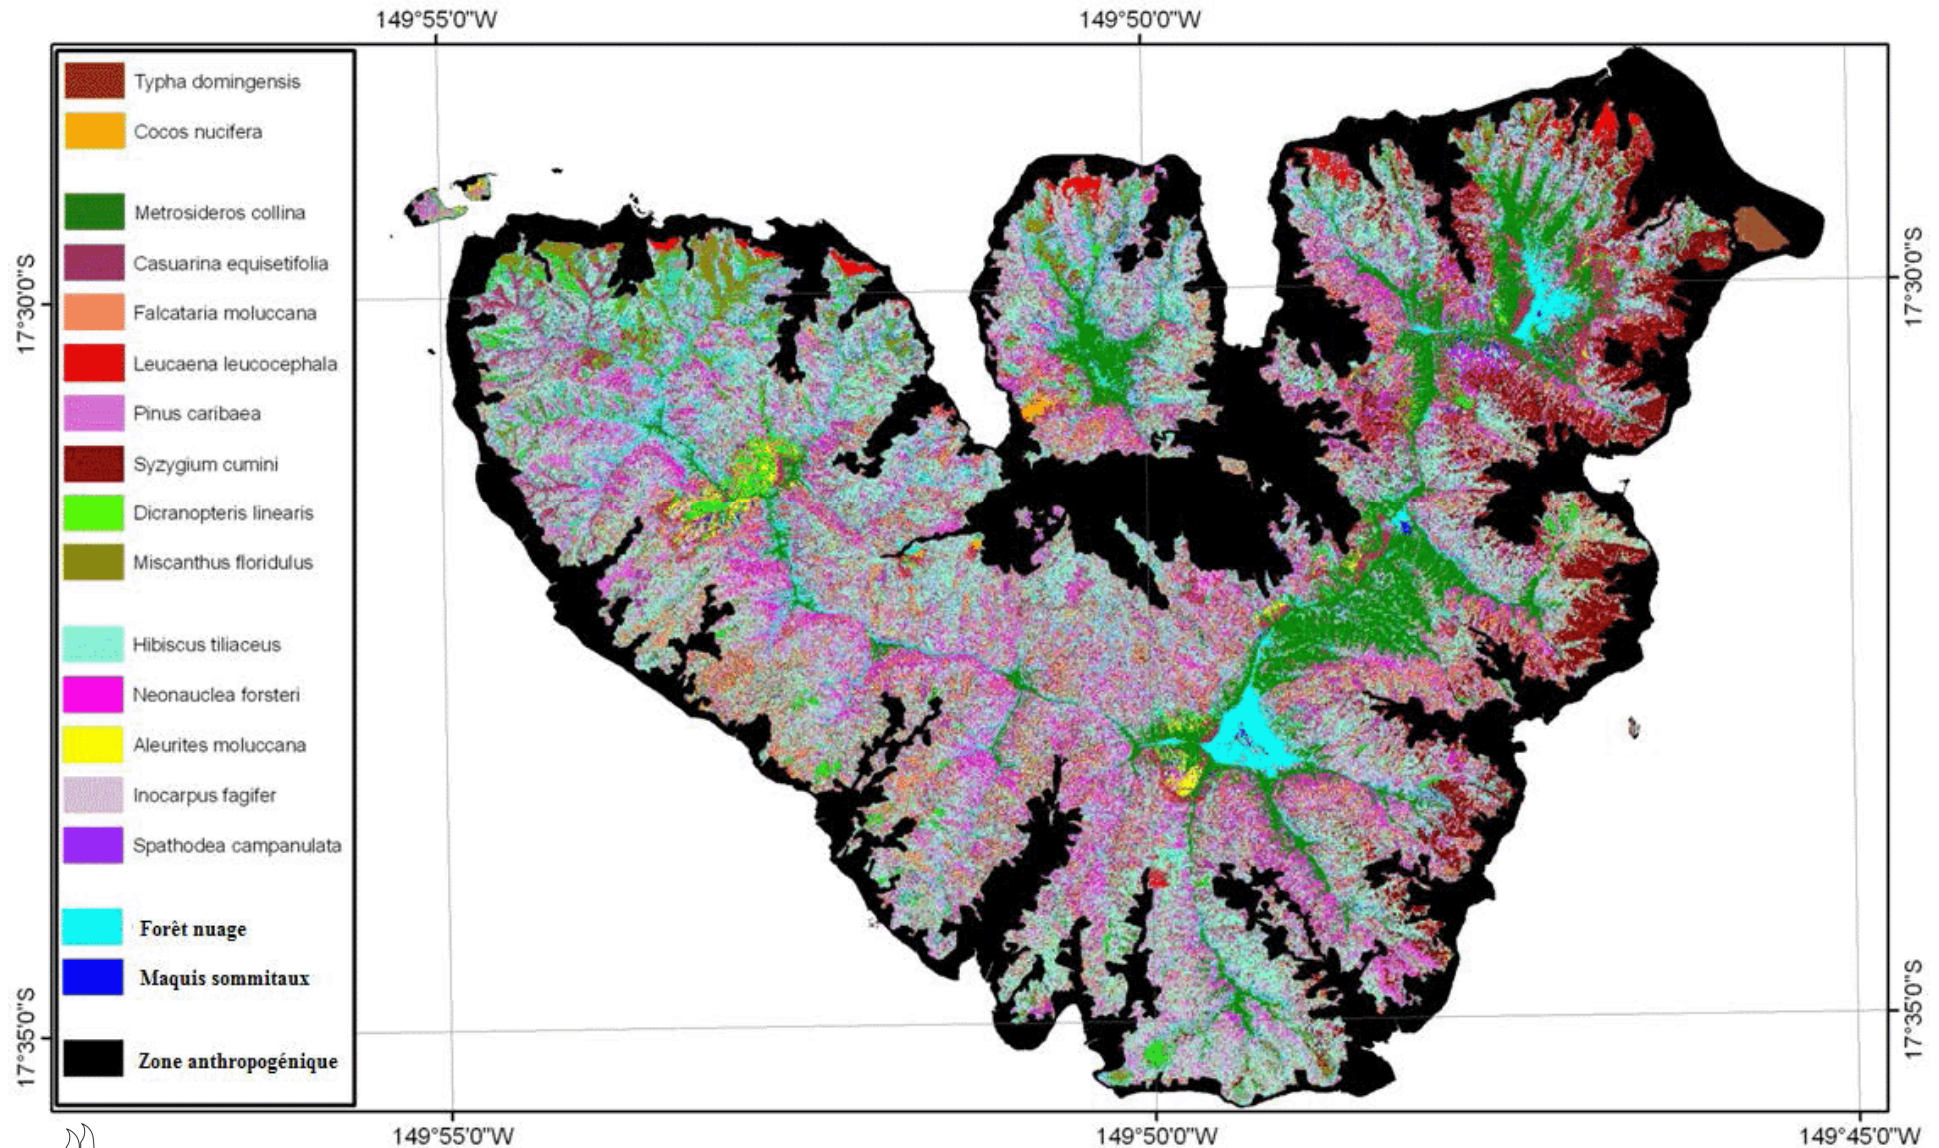 149°55'0"W
149°50'0"W
Typha domingensis
Cocos nucifera
Metrosideros collina
Casuarina equisetifolia
Falcataria moluccana
Leucaena leucocephala
Pinus caribaea
Syzygium cumini
Dicranopteris linearis
Miscanthus floridulus
Hibiscus tiliaceus
Neonauclea forsteri
Aleurites moluccana
Inocarpus fagifer
Spathodea campanulata
Forêt nuage
Maquis sommitaux
Zone anthropogénique
17°30'0"S
17°35'0"S
17°30'0"S
17°35'0"S
149°55'0"W
149°50'0"W
149°45'0"W